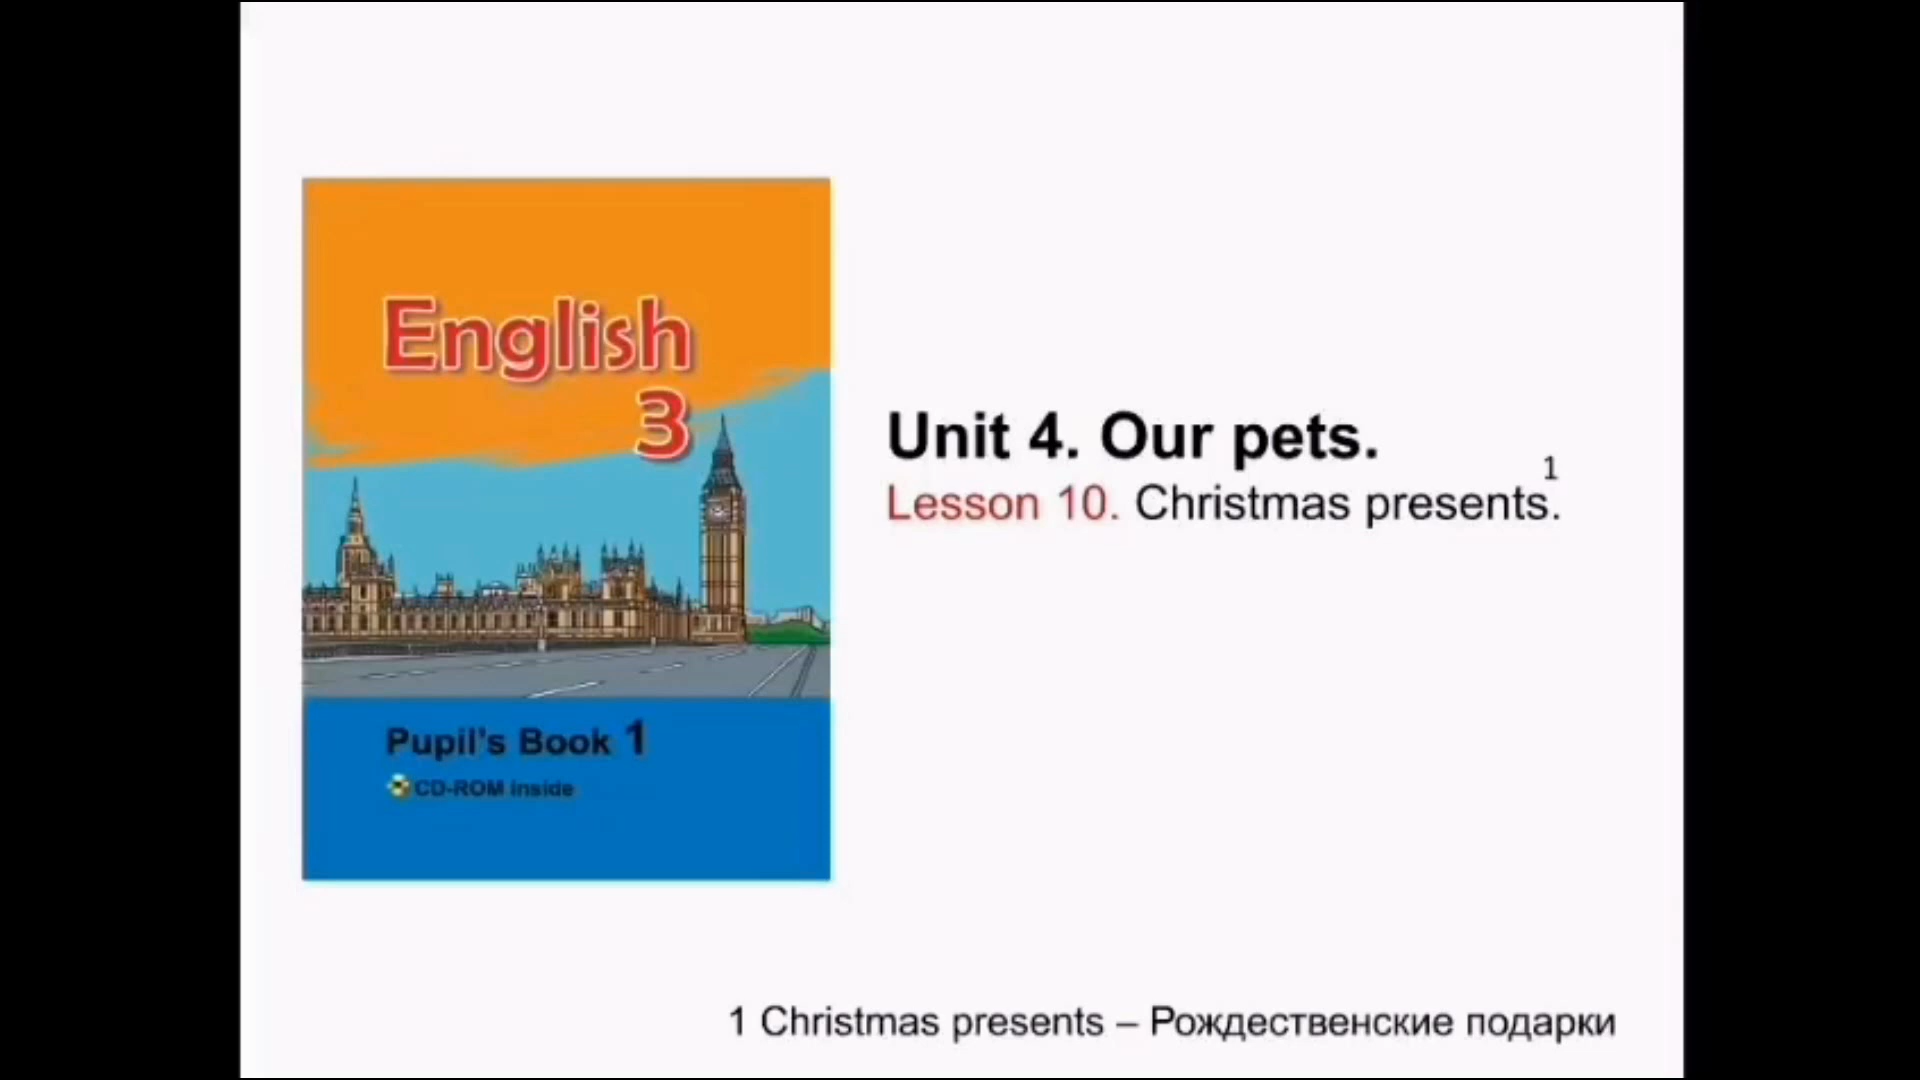 English
3
Pupil's Book 1
CD-ROM inside
Unit 4. Our pets.
Lesson 10. Christmas presents.1
1 Christmas presents – Рождественские подарки